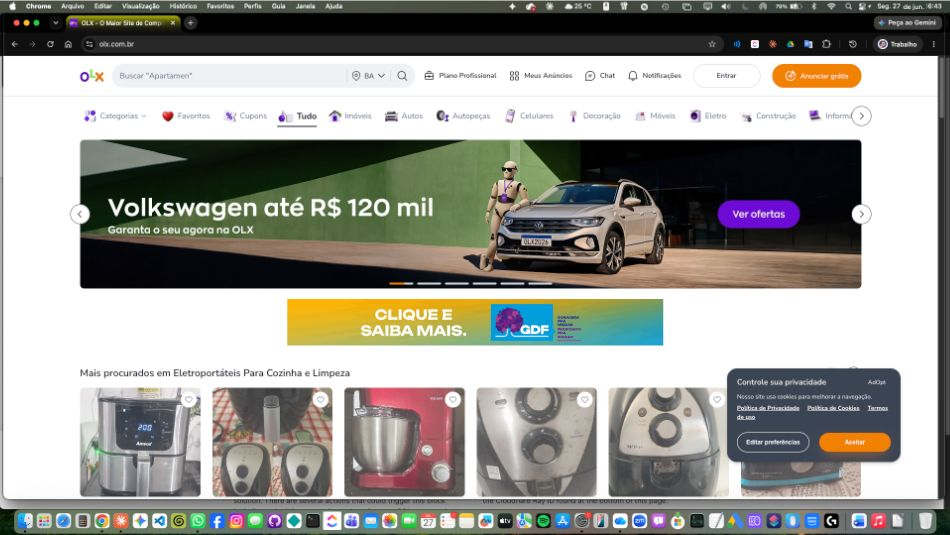 Chrome Arquivo Editar Visualização Histórico Favoritos Perfis Guia Janela Ajuda 25 °C 79% Seg. 27 de jun. 16:43
OLX - O Maior Site de Comp
Peça ao Gemini
olx.com.br
Trabalho
OLX
Buscar "Apartamen"
BA
Plano Profissional
Meus Anúncios
Chat
Notificações
Entrar
Anunciar grátis
Categorias
Favoritos
Cupons
Tudo
Imóveis
Autos
Autopeças
Celulares
Decoração
Móveis
Eletro
Construção
Inform
Volkswagen até R$ 120 mil
Garanta o seu agora na OLX
OLX2026
Ver ofertas
CLIQUE E
SAIBA MAIS.
GDF
Mais procurados em Eletroportáteis Para Cozinha e Limpeza
200
Controle sua privacidade
AdOpt
Nosso site usa cookies para melhorar a navegação.
Política de Privacidade Política de Cookies Termos
de uso
Editar preferências
Aceitar
solution. There are several actions that could trigger this block
the Cloudflare Ray ID found at the bottom of this page.
27